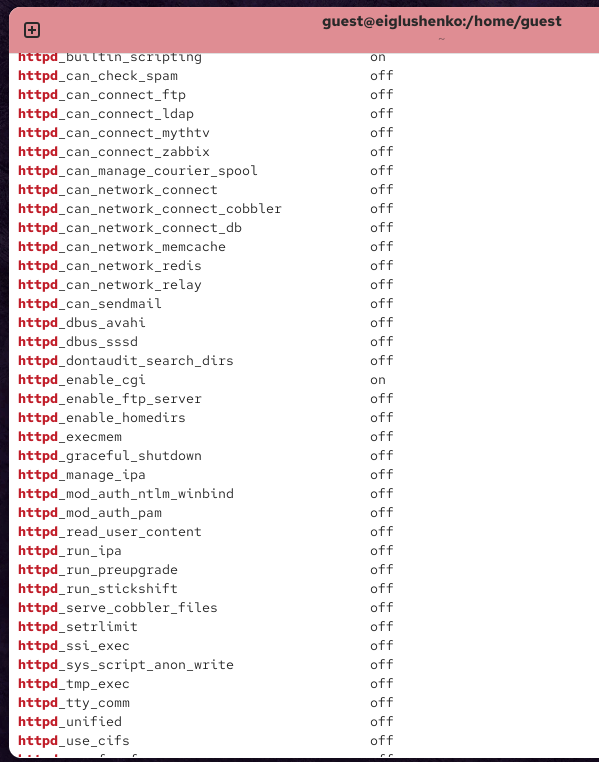 guest@eiglushenko:/home/guest
~
httpd_builtin_scripting on
httpd_can_check_spam off
httpd_can_connect_ftp off
httpd_can_connect_ldap off
httpd_can_connect_mythtv off
httpd_can_connect_zabbix off
httpd_can_manage_courier_spool off
httpd_can_network_connect off
httpd_can_network_connect_cobbler off
httpd_can_network_connect_db off
httpd_can_network_memcache off
httpd_can_network_redis off
httpd_can_network_relay off
httpd_can_sendmail off
httpd_dbus_avahi off
httpd_dbus_sssd off
httpd_dontaudit_search_dirs off
httpd_enable_cgi on
httpd_enable_ftp_server off
httpd_enable_homedirs off
httpd_execmem off
httpd_graceful_shutdown off
httpd_manage_ipa off
httpd_mod_auth_ntlm_winbind off
httpd_mod_auth_pam off
httpd_read_user_content off
httpd_run_ipa off
httpd_run_preupgrade off
httpd_run_stickshift off
httpd_serve_cobbler_files off
httpd_setrlimit off
httpd_ssi_exec off
httpd_sys_script_anon_write off
httpd_tmp_exec off
httpd_tty_comm off
httpd_unified off
httpd_use_cifs off